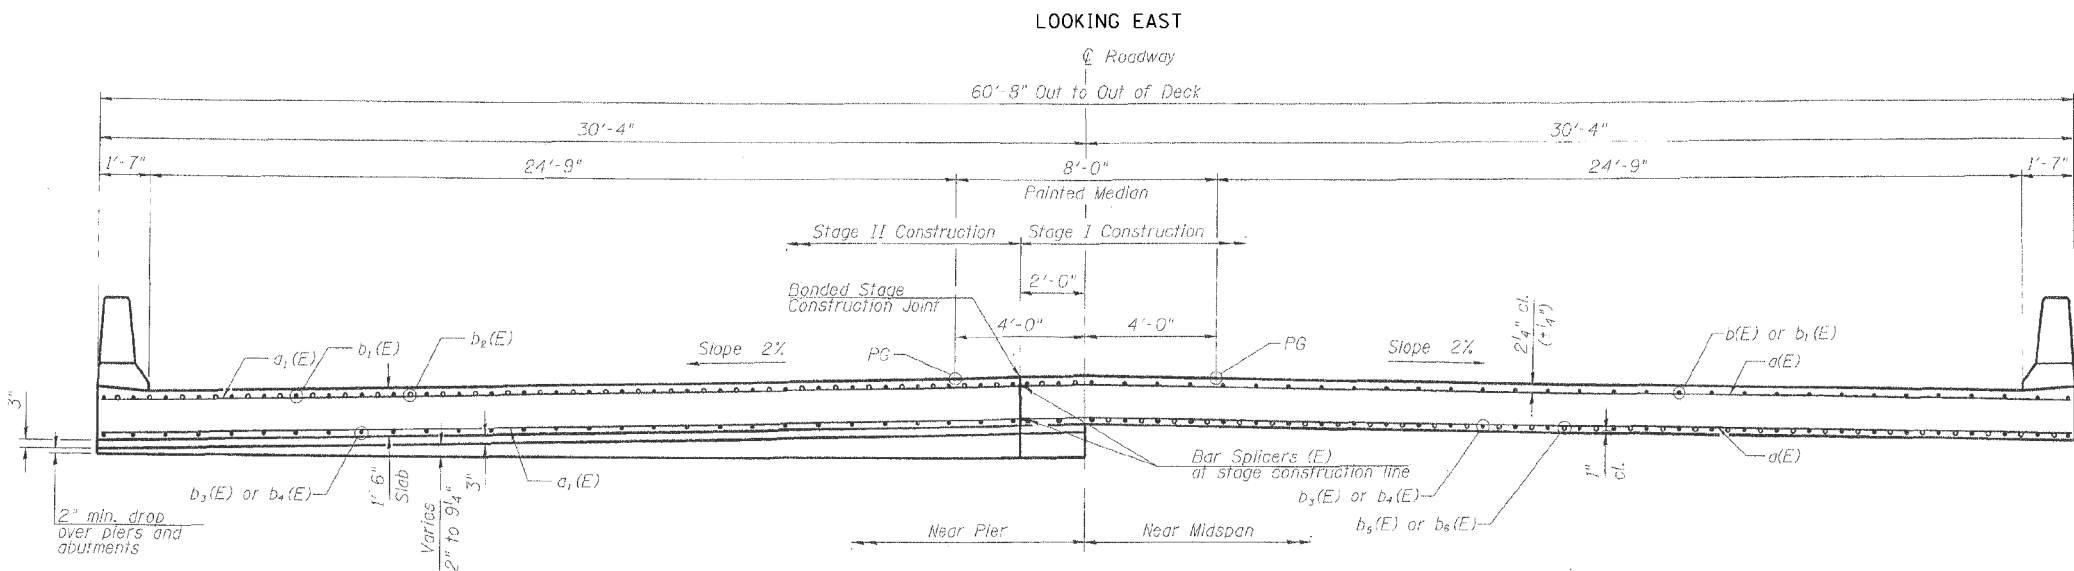 LOOKING EAST
℄ Roadway
60'-8" Out to Out of Deck
30'-4"
30'-4"
1'-7"
24'-9"
8'-0"
24'-9"
1'-7"
Painted Median
Stage II Construction
Stage I Construction
2'-0"
Bonded Stage
Construction Joint
4'-0"
4'-0"
2¼" cl.
(±¼")
a₁(E)
b₁(E)
b₂(E)
Slope 2%
PG
PG
Slope 2%
b(E) or b₁(E)
a(E)
3"
Bar Splicers (E)
at stage construction line
a(E)
1"
cl.
b₃(E) or b₄(E)
1' 6"
Slab
3"
a₁(E)
b₃(E) or b₄(E)
b₅(E) or b₆(E)
Varies
2" to 9¼"
2" min. drop
over piers and
abutments
Near Pier
Near Midspan